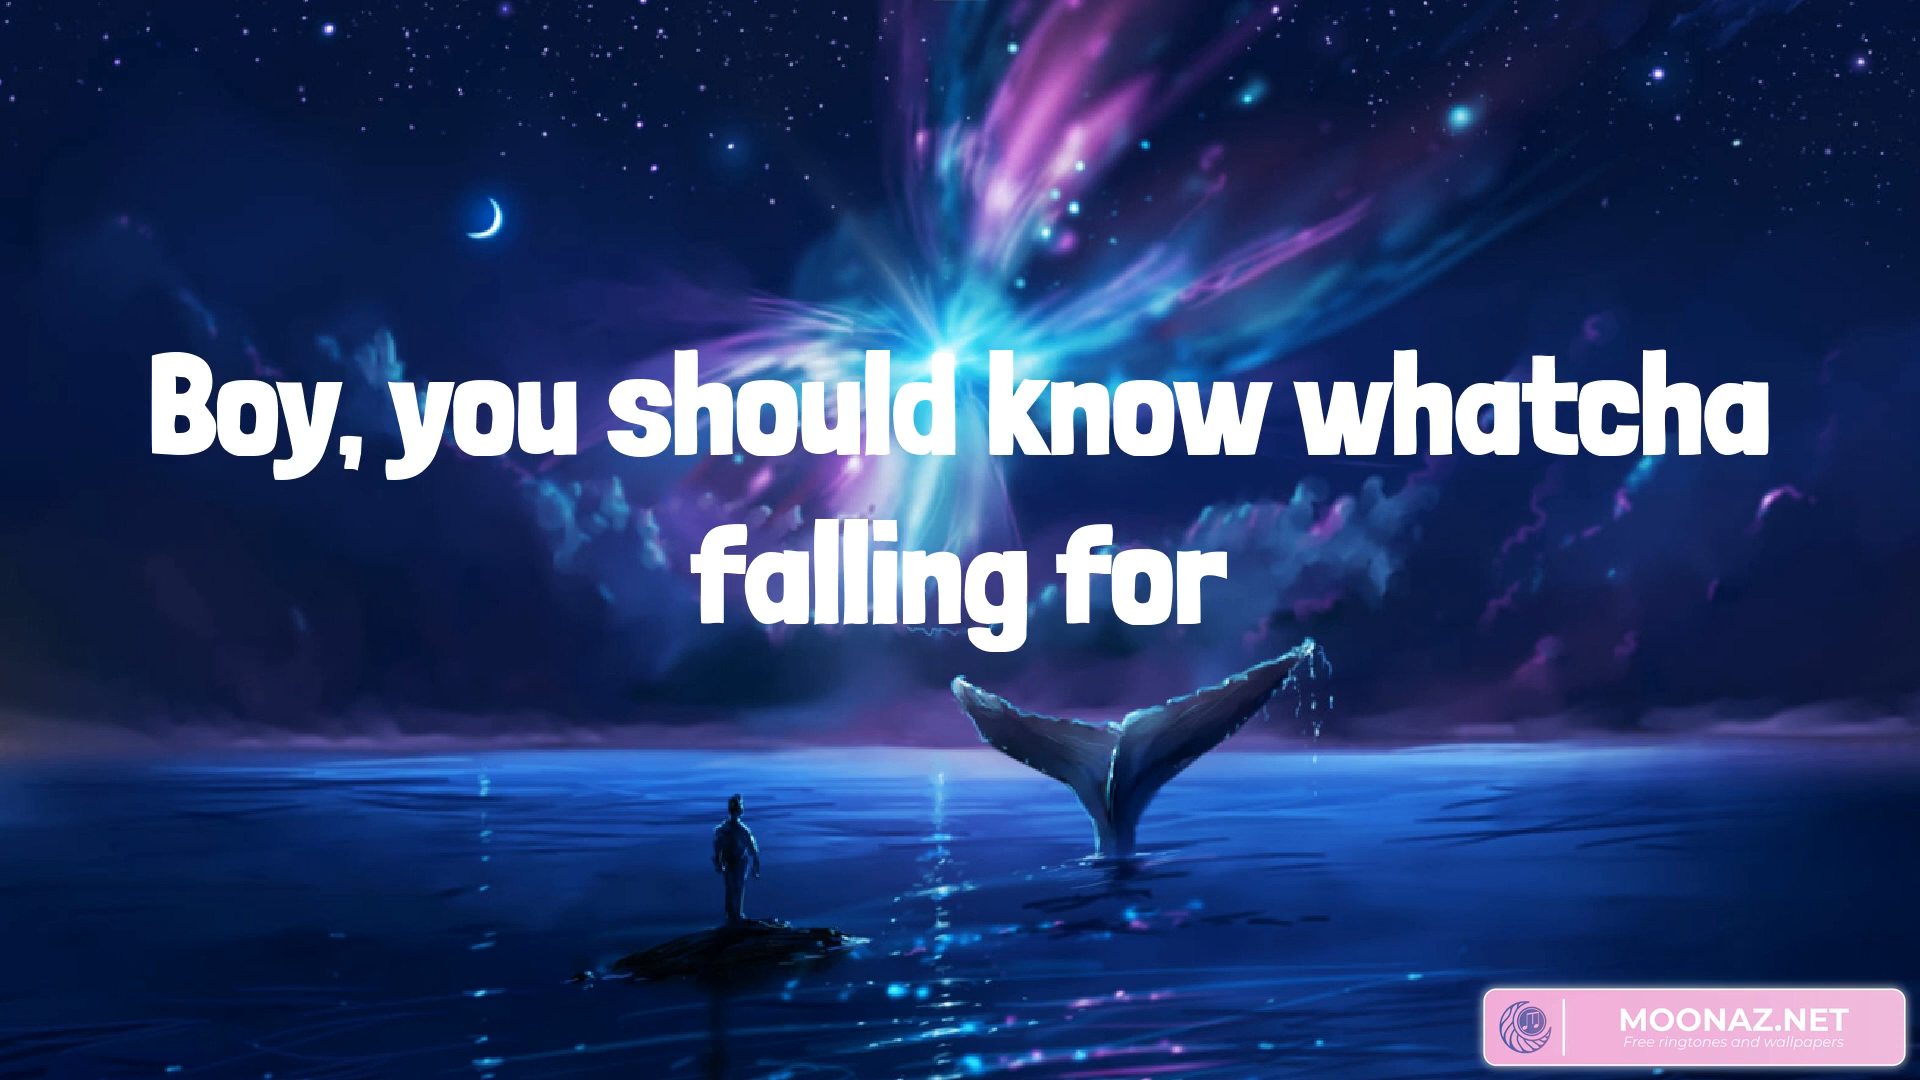 Boy, you should know whatcha
falling for
MOONAZ.NET
Free ringtones and wallpapers